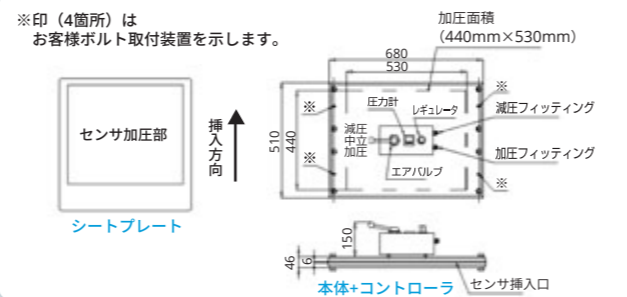 ※印（4箇所）は
お客様ボルト取付装置を示します。
加圧面積
（440mm×530mm）
680
530
※
※
圧力計
レギュレータ
減圧フィッティング
センサ加圧部
挿入方向
510
440
減圧
中立
加圧
※
加圧フィッティング
エアバルブ
※
シートプレート
150
46
6
センサ挿入口
本体+コントローラ